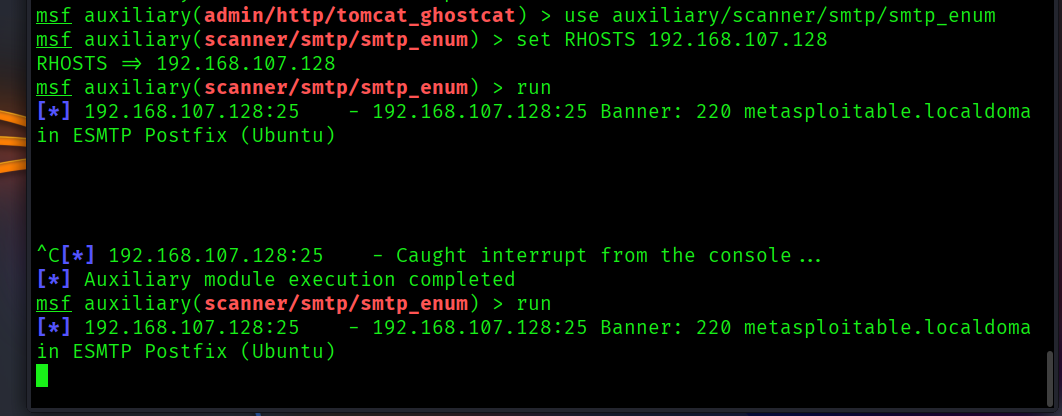 msf auxiliary(admin/http/tomcat_ghostcat) > use auxiliary/scanner/smtp/smtp_enum
msf auxiliary(scanner/smtp/smtp_enum) > set RHOSTS 192.168.107.128
RHOSTS ⇒ 192.168.107.128
msf auxiliary(scanner/smtp/smtp_enum) > run
[*] 192.168.107.128:25    - 192.168.107.128:25 Banner: 220 metasploitable.localdoma
in ESMTP Postfix (Ubuntu)
^C[*] 192.168.107.128:25    - Caught interrupt from the console...
[*] Auxiliary module execution completed
msf auxiliary(scanner/smtp/smtp_enum) > run
[*] 192.168.107.128:25    - 192.168.107.128:25 Banner: 220 metasploitable.localdoma
in ESMTP Postfix (Ubuntu)